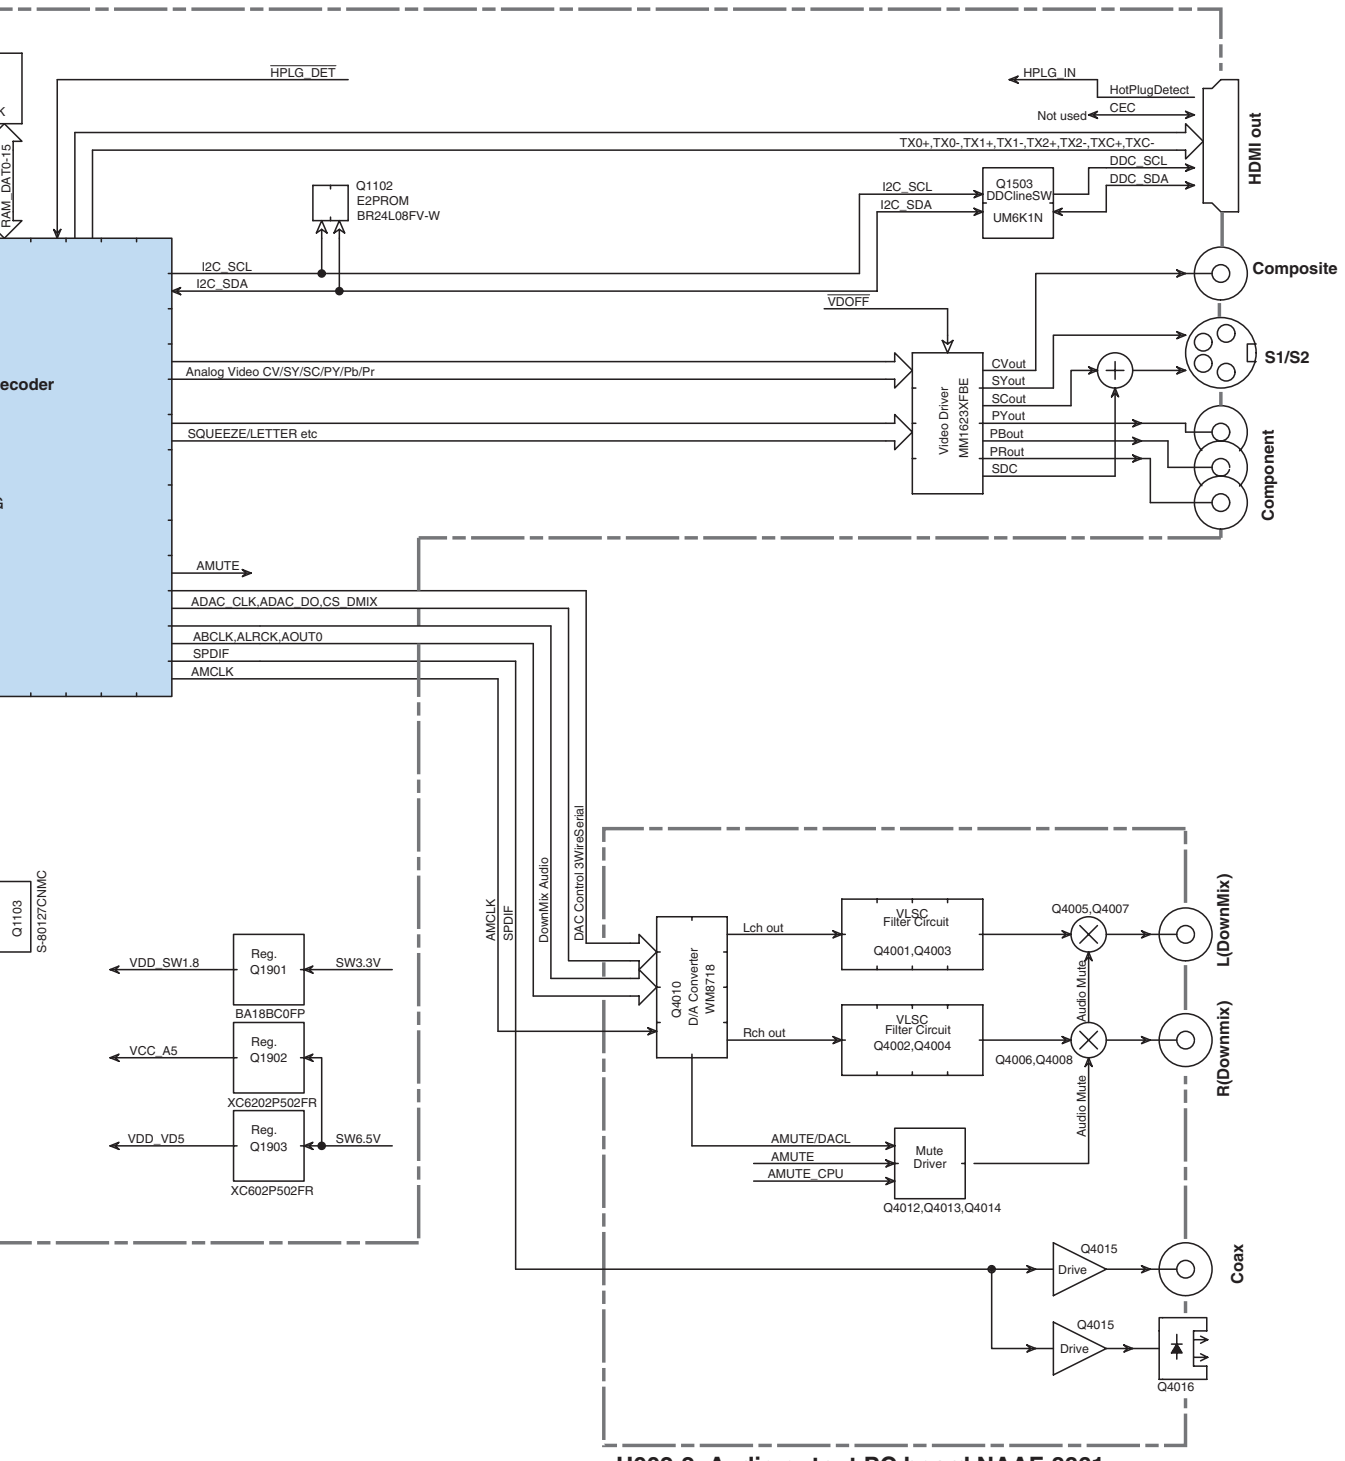 HPLG_DET
HPLG_IN
HotPlugDetect
Not used
CEC
K
RAM_DAT0-15
TX0+,TX0-,TX1+,TX1-,TX2+,TX2-,TXC+,TXC-
HDMI out
DDC_SCL
DDC_SDA
Q1503
DDClineSW
UM6K1N
I2C_SCL
I2C_SDA
Q1102
E2PROM
BR24L08FV-W
I2C_SCL
I2C_SDA
Composite
VDOFF
S1/S2
Analog Video CV/SY/SC/PY/Pb/Pr
ecoder
SQUEEZE/LETTER etc
Video Driver
MM1623XFBE
CVout
SYout
SCout
PYout
PBout
PRout
SDC
Component
AMUTE
ADAC_CLK,ADAC_DO,CS_DMIX
ABCLK,ALRCK,AOUT0
SPDIF
AMCLK
AMCLK
SPDIF
DownMix Audio
DAC Control 3WireSerial
Q1103
S-80127CNMC
VDD_SW1.8
Reg.
Q1901
SW3.3V
BA18BC0FP
VCC_A5
Reg.
Q1902
XC6202P502FR
VDD_VD5
Reg.
Q1903
SW6.5V
XC602P502FR
Q4010
D/A Converter
WM8718
Lch out
VLSC
Filter Circuit
Q4001,Q4003
Q4005,Q4007
L(DownMix)
Audio Mute
Rch out
VLSC
Filter Circuit
Q4002,Q4004
Q4006,Q4008
R(Downmix)
Audio Mute
AMUTE/DACL
AMUTE
AMUTE_CPU
Mute
Driver
Q4012,Q4013,Q4014
Q4015
Drive
Coax
Q4015
Drive
Q4016